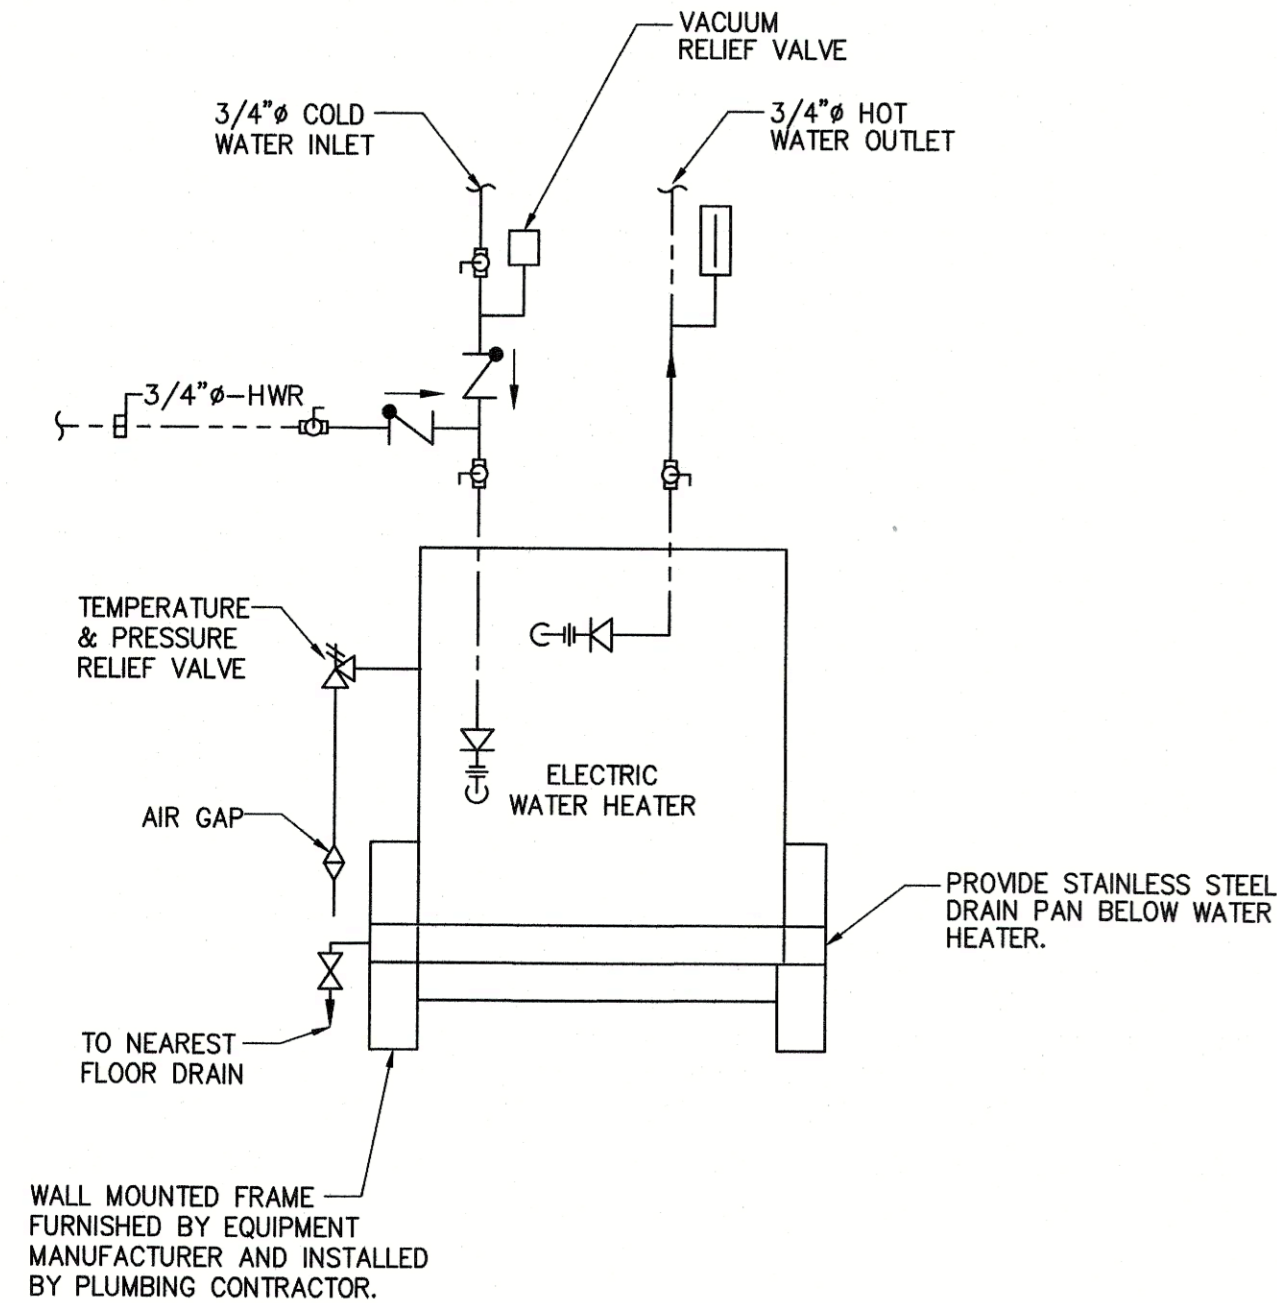 VACUUM
RELIEF VALVE
3/4"ø COLD
WATER INLET
3/4"ø HOT
WATER OUTLET
3/4"ø-HWR
TEMPERATURE
& PRESSURE
RELIEF VALVE
ELECTRIC
WATER HEATER
AIR GAP
PROVIDE STAINLESS STEEL
DRAIN PAN BELOW WATER
HEATER.
TO NEAREST
FLOOR DRAIN
WALL MOUNTED FRAME
FURNISHED BY EQUIPMENT
MANUFACTURER AND INSTALLED
BY PLUMBING CONTRACTOR.